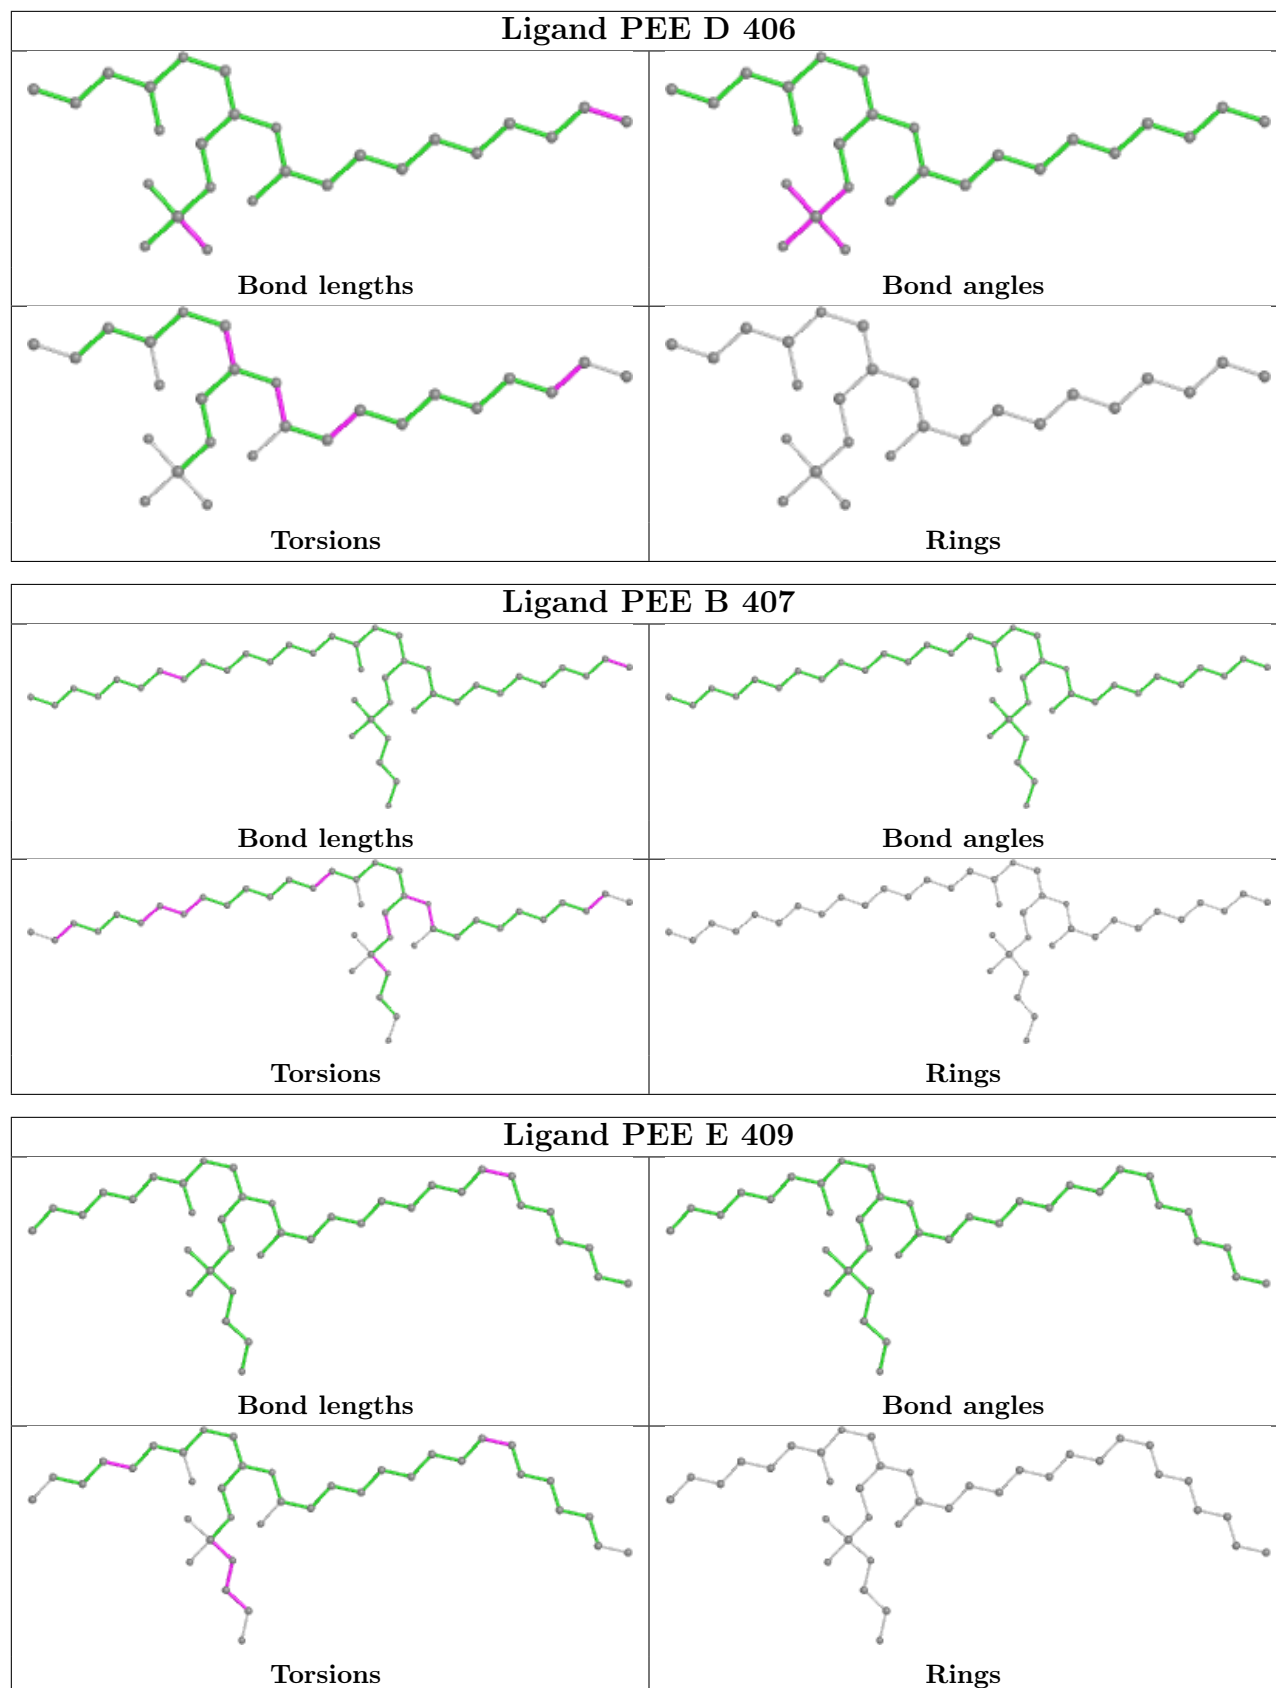 Ligand PEE D 406
Bond lengths
Bond angles
Torsions
Rings
Ligand PEE B 407
Bond lengths
Bond angles
Torsions
Rings
Ligand PEE E 409
Bond lengths
Bond angles
Torsions
Rings